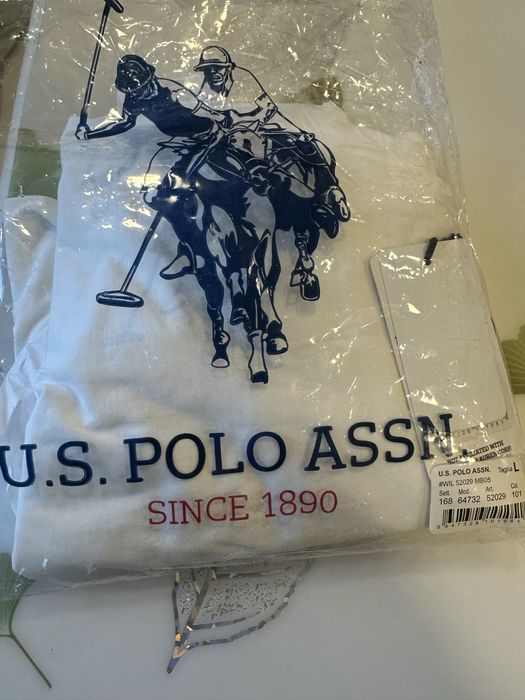 U.S. POLO ASSN
SINCE 1890
U.S. POLO ASSN. Taglia L
#WIL 52029 MB05
Sett. Mod. Art. Col.
168 64732 52029 101